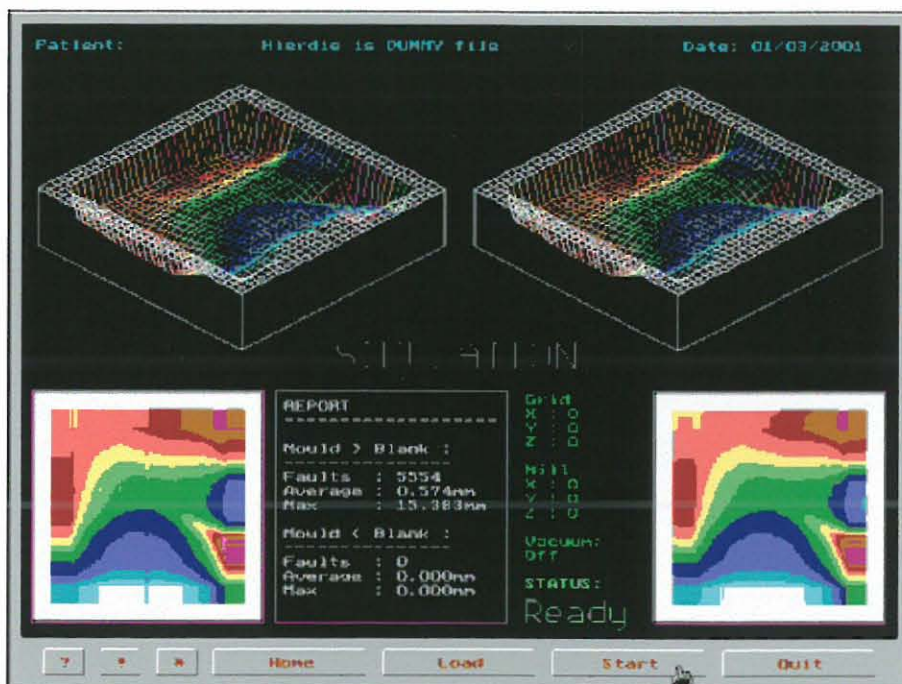 Patient: Hierdie is DUMMY file Date: 01/03/2001
REPORT
Mould > Blank :
Faults : 5554
Average : 0.574mm
Max : 15.383mm
Mould < Blank :
Faults : 0
Average : 0.000mm
Max : 0.000mm
Grid
X : 0
Y : 0
Z : 0
Mill
X : 0
Y : 0
Z : 0
Vacuum:
Off
STATUS:
Ready
? Home Load Start Quit